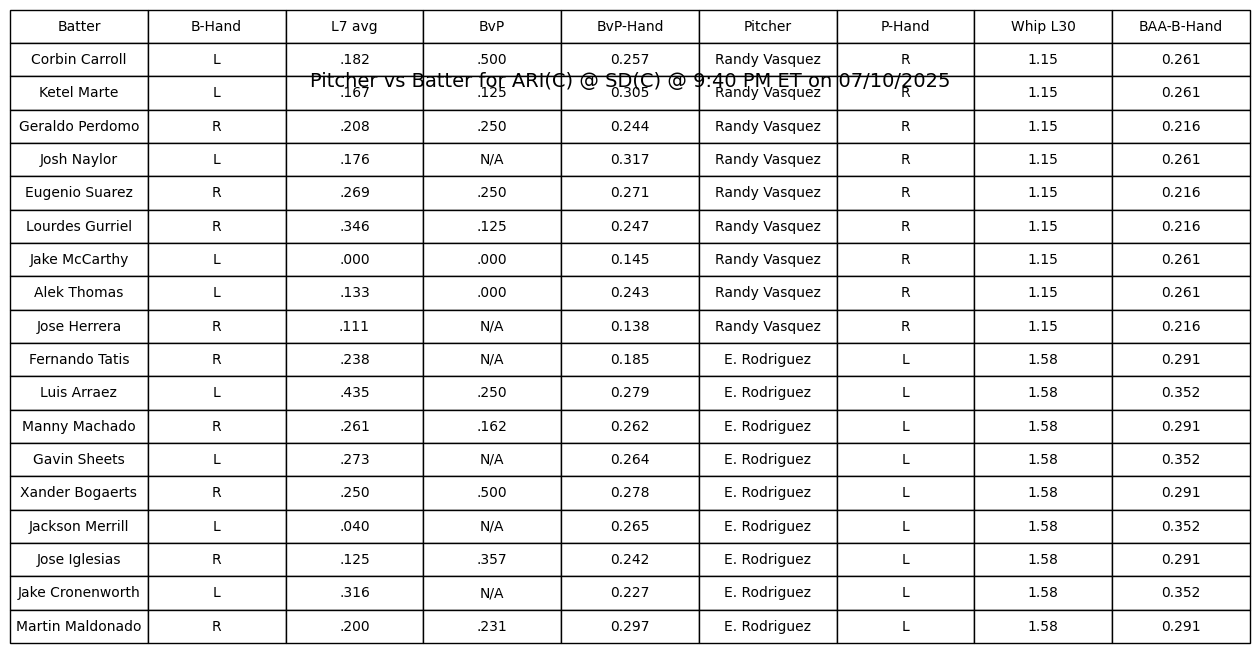 Batter B-Hand L7 avg BvP BvP-Hand Pitcher P-Hand Whip L30 BAA-B-Hand
Corbin Carroll L .182 .500 0.257 Randy Vasquez R 1.15 0.261
Pitcher vs Batter for ARI(C) @ SD(C) @ 9:40 PM ET on 07/10/2025
Ketel Marte L .167 .125 0.305 Randy Vasquez R 1.15 0.261
Geraldo Perdomo R .208 .250 0.244 Randy Vasquez R 1.15 0.216
Josh Naylor L .176 N/A 0.317 Randy Vasquez R 1.15 0.261
Eugenio Suarez R .269 .250 0.271 Randy Vasquez R 1.15 0.216
Lourdes Gurriel R .346 .125 0.247 Randy Vasquez R 1.15 0.216
Jake McCarthy L .000 .000 0.145 Randy Vasquez R 1.15 0.261
Alek Thomas L .133 .000 0.243 Randy Vasquez R 1.15 0.261
Jose Herrera R .111 N/A 0.138 Randy Vasquez R 1.15 0.216
Fernando Tatis R .238 N/A 0.185 E. Rodriguez L 1.58 0.291
Luis Arraez L .435 .250 0.279 E. Rodriguez L 1.58 0.352
Manny Machado R .261 .162 0.262 E. Rodriguez L 1.58 0.291
Gavin Sheets L .273 N/A 0.264 E. Rodriguez L 1.58 0.352
Xander Bogaerts R .250 .500 0.278 E. Rodriguez L 1.58 0.291
Jackson Merrill L .040 N/A 0.265 E. Rodriguez L 1.58 0.352
Jose Iglesias R .125 .357 0.242 E. Rodriguez L 1.58 0.291
Jake Cronenworth L .316 N/A 0.227 E. Rodriguez L 1.58 0.352
Martin Maldonado R .200 .231 0.297 E. Rodriguez L 1.58 0.291